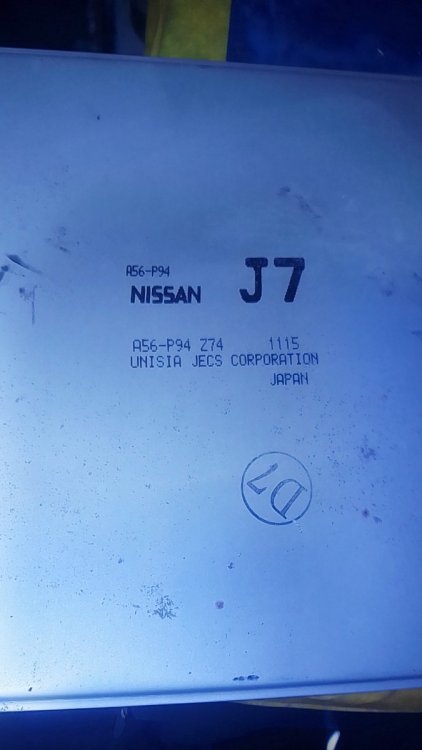 A56-P94
NISSAN J7
A56-P94 Z74 1115
UNISIA JECS CORPORATION
JAPAN
D7